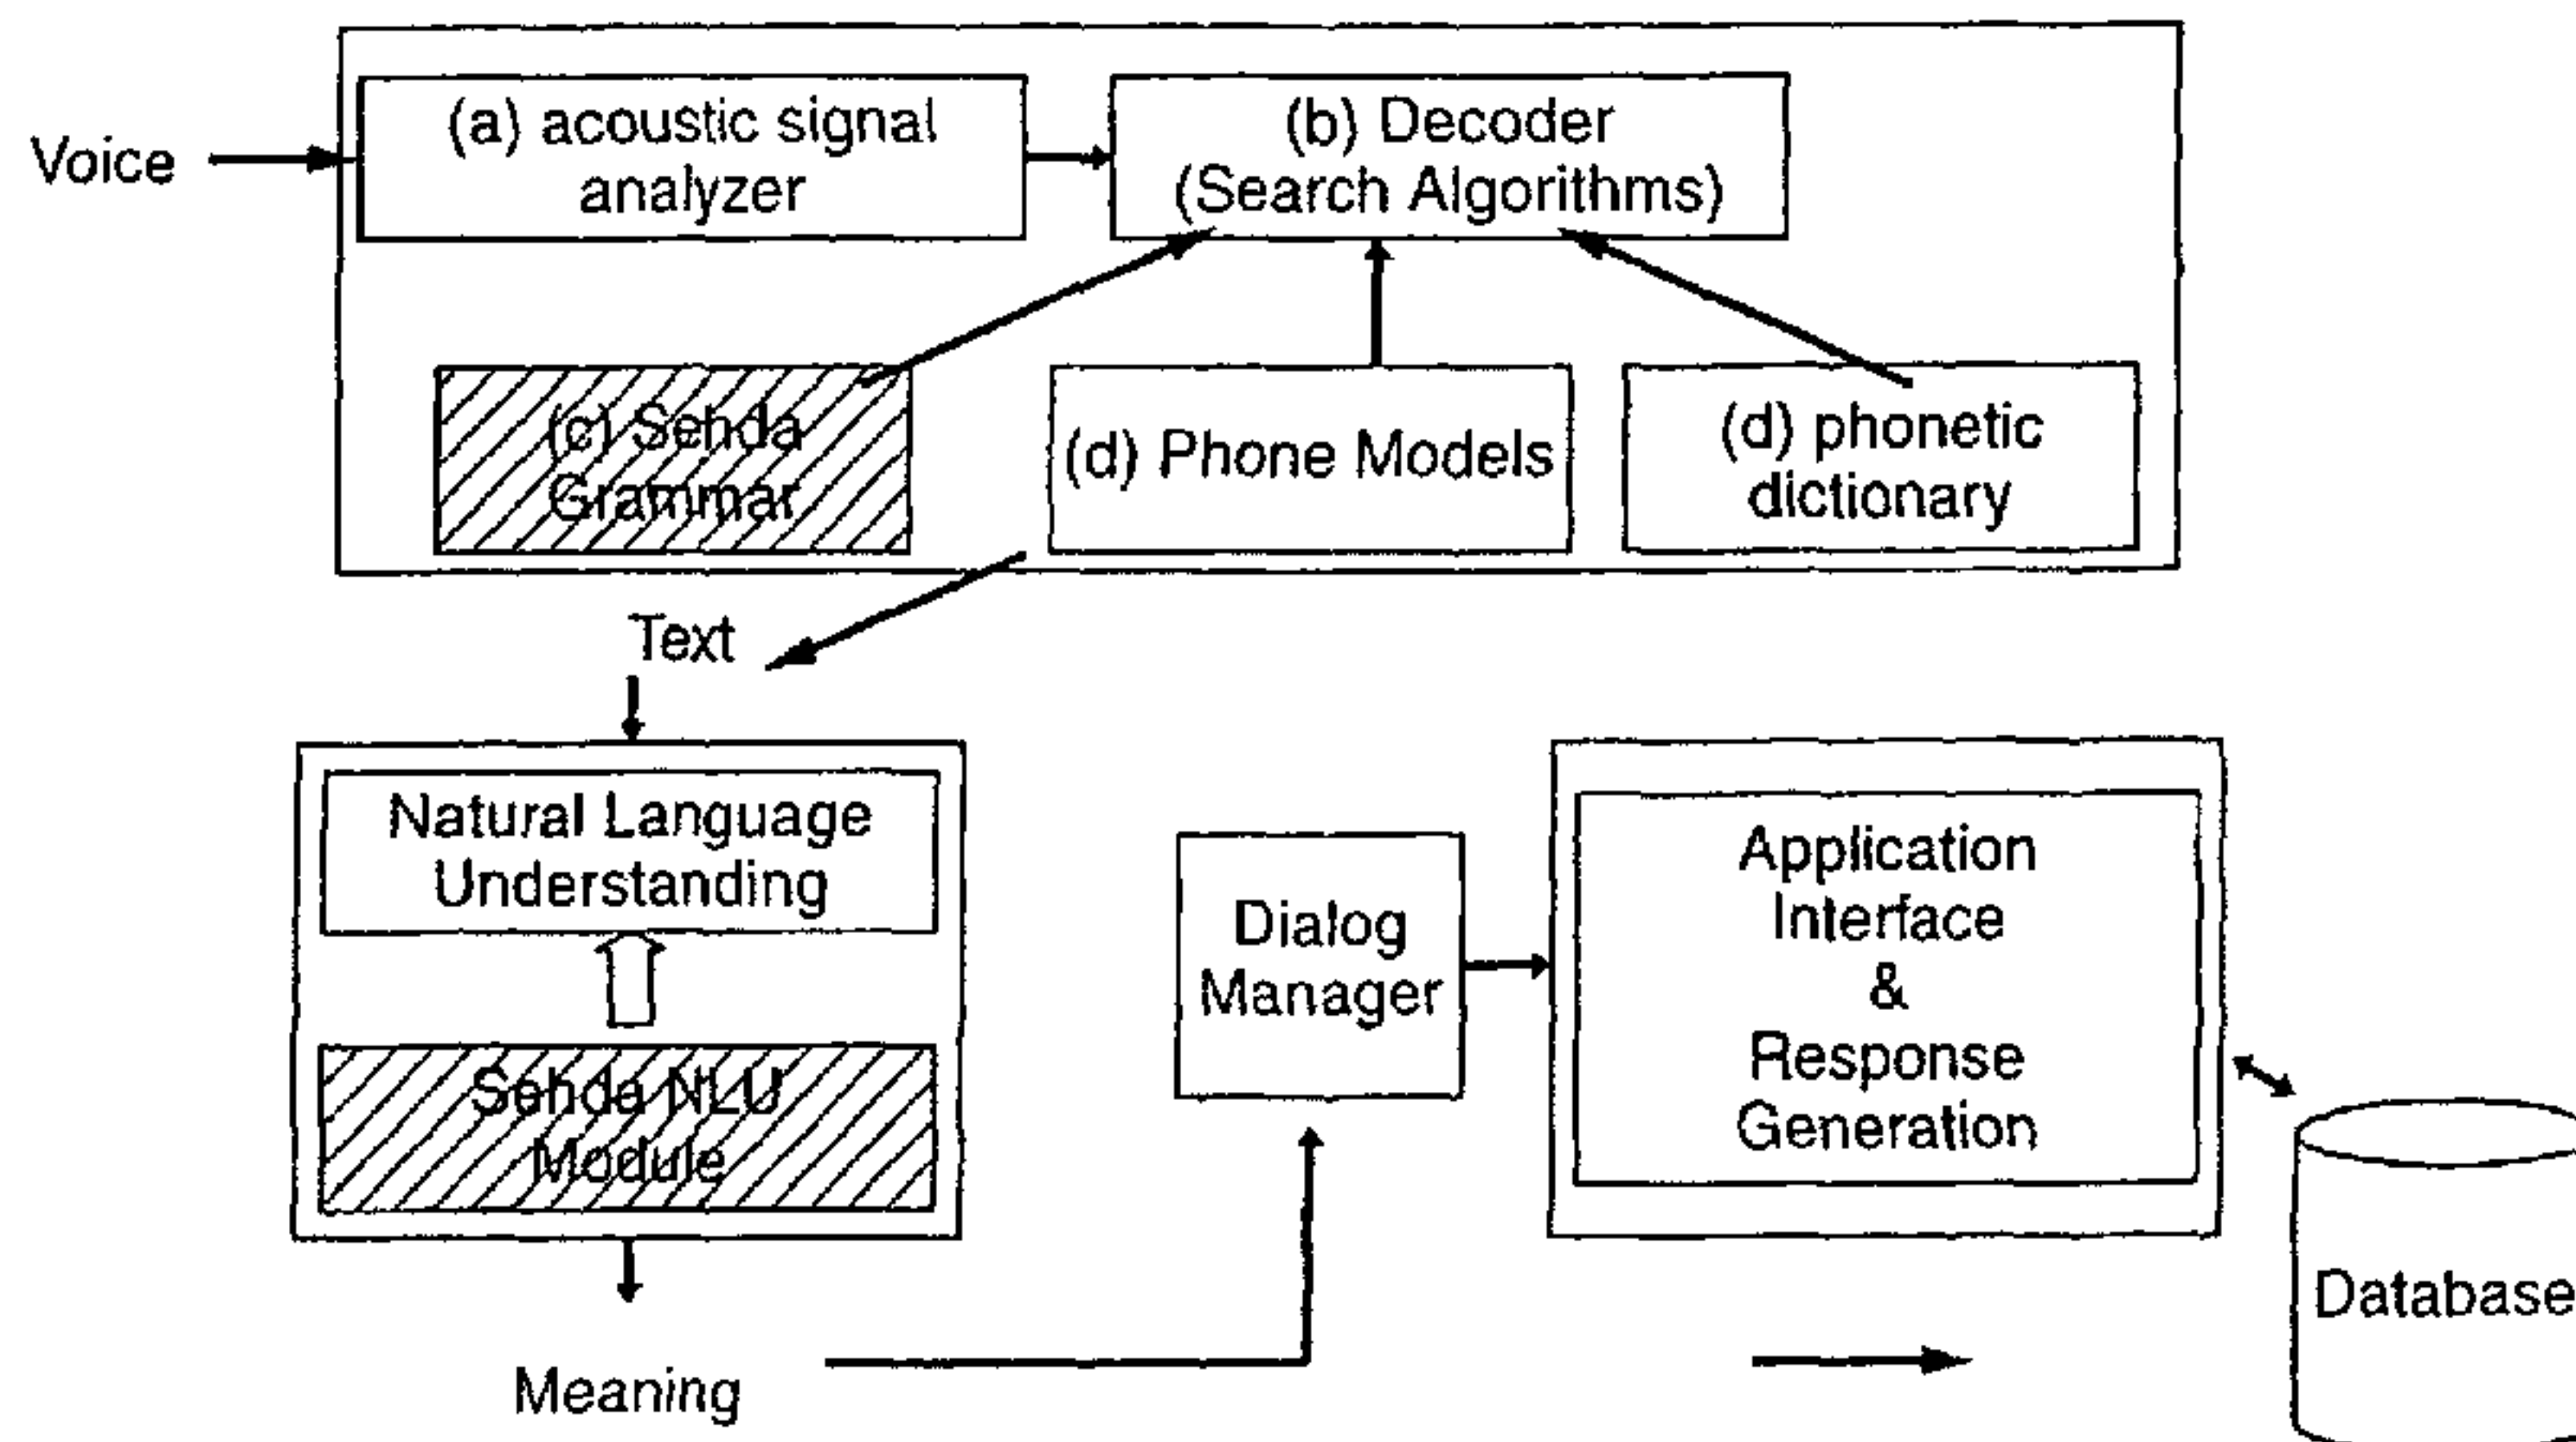 Voice
(a) acoustic signal
analyzer
(b) Decoder
(Search Algorithms)
(c) Sehda
Grammar
(d) Phone Models
(d) phonetic
dictionary
Text
Natural Language
Understanding
Sehda NLU
Module
Meaning
Dialog
Manager
Application
Interface
&
Response
Generation
Database